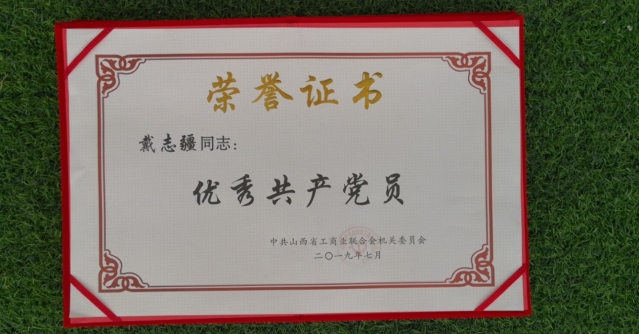 荣誉证书
戴志疆同志：
优秀共产党员
中共山西省工商业联合会机关委员会
二〇一九年七月